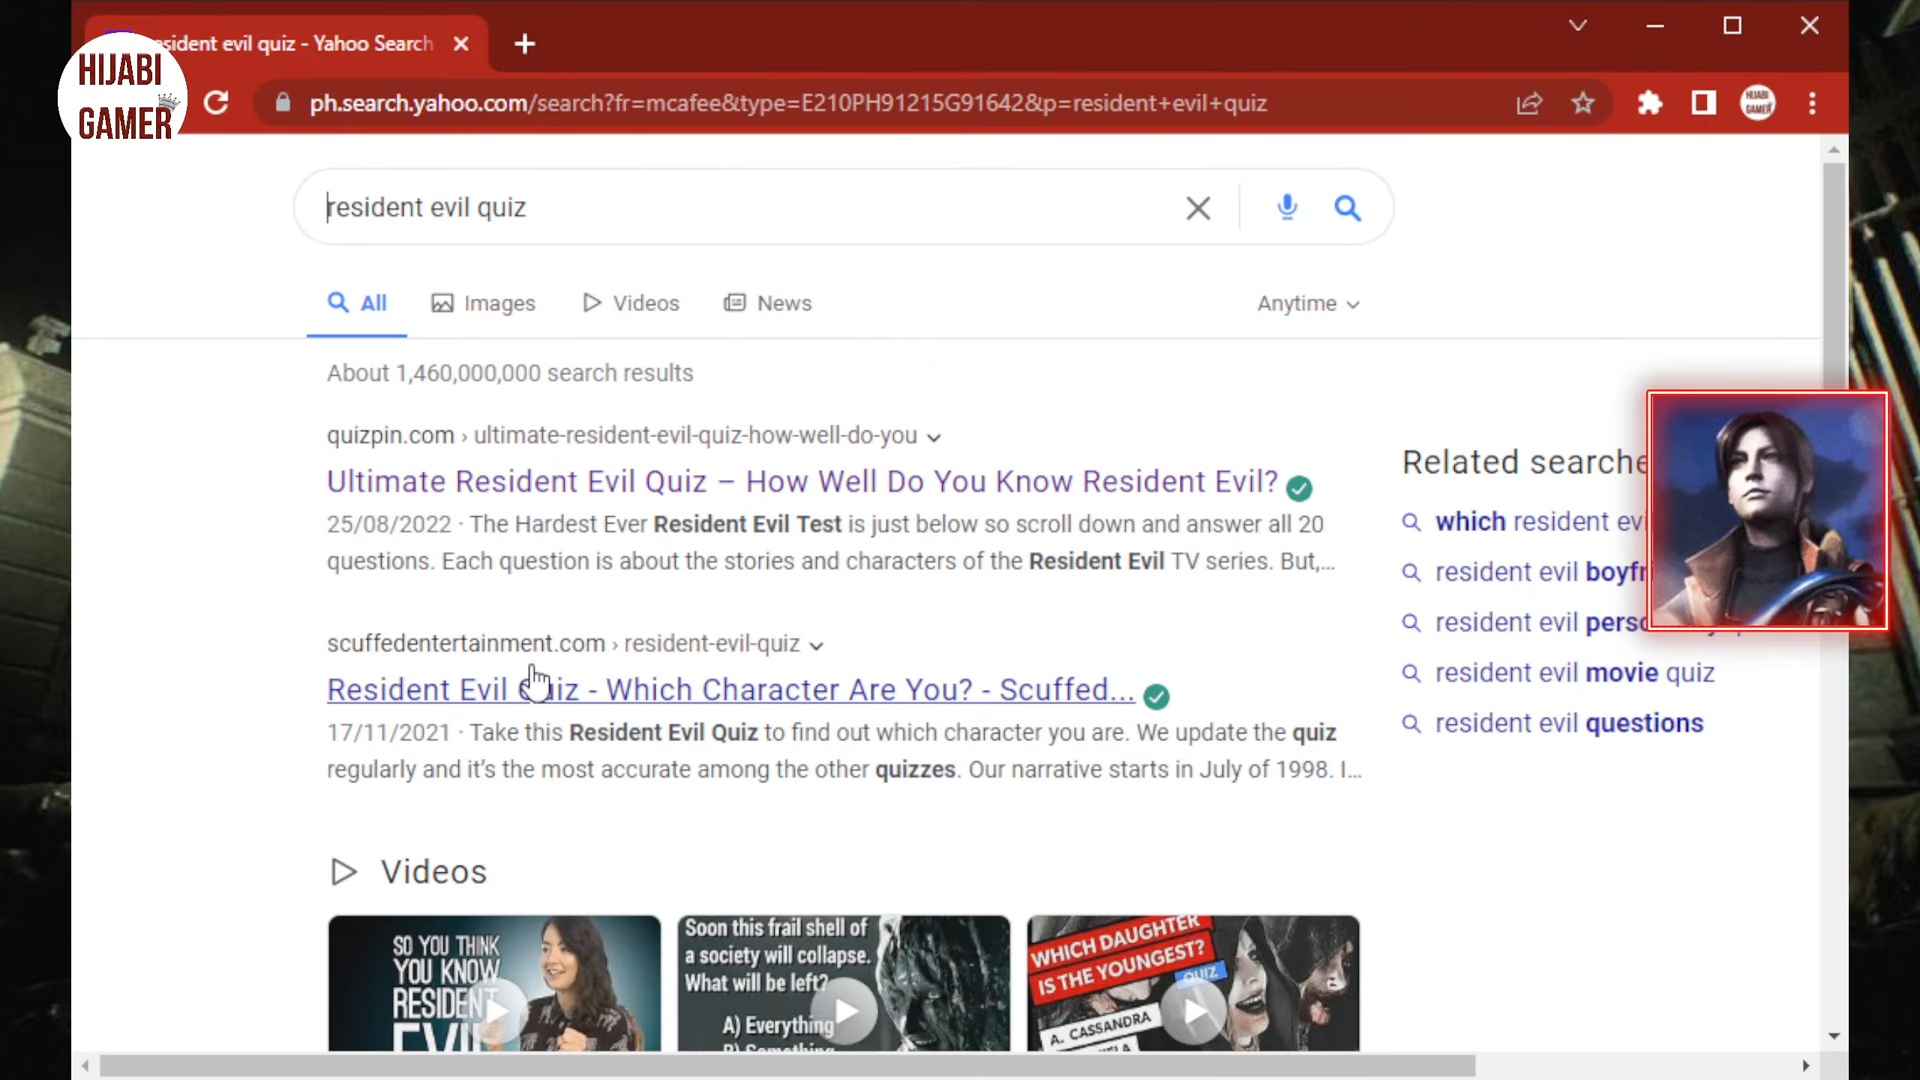 resident evil quiz - Yahoo Search
HIJABI
GAMER
ph.search.yahoo.com/search?fr=mcafee&type=E210PH91215G91642&p=resident+evil+quiz
HIJABI
GAMER
resident evil quiz
All Images Videos News Anytime
About 1,460,000,000 search results
quizpin.com › ultimate-resident-evil-quiz-how-well-do-you
Ultimate Resident Evil Quiz – How Well Do You Know Resident Evil?
25/08/2022 · The Hardest Ever Resident Evil Test is just below so scroll down and answer all 20
questions. Each question is about the stories and characters of the Resident Evil TV series. But,...
scuffedentertainment.com › resident-evil-quiz
Resident Evil Quiz - Which Character Are You? - Scuffed...
17/11/2021 · Take this Resident Evil Quiz to find out which character you are. We update the quiz
regularly and it's the most accurate among the other quizzes. Our narrative starts in July of 1998. I...
Related searche
which resident evi
resident evil boyfr
resident evil perso
resident evil movie quiz
resident evil questions
Videos
SO YOU THINK
YOU KNOW
RESIDENT
EVIL
Soon this frail shell of
a society will collapse.
What will be left?
A) Everything
B) Something
WHICH DAUGHTER
IS THE YOUNGEST?
QUIZ
A. CASSANDRA